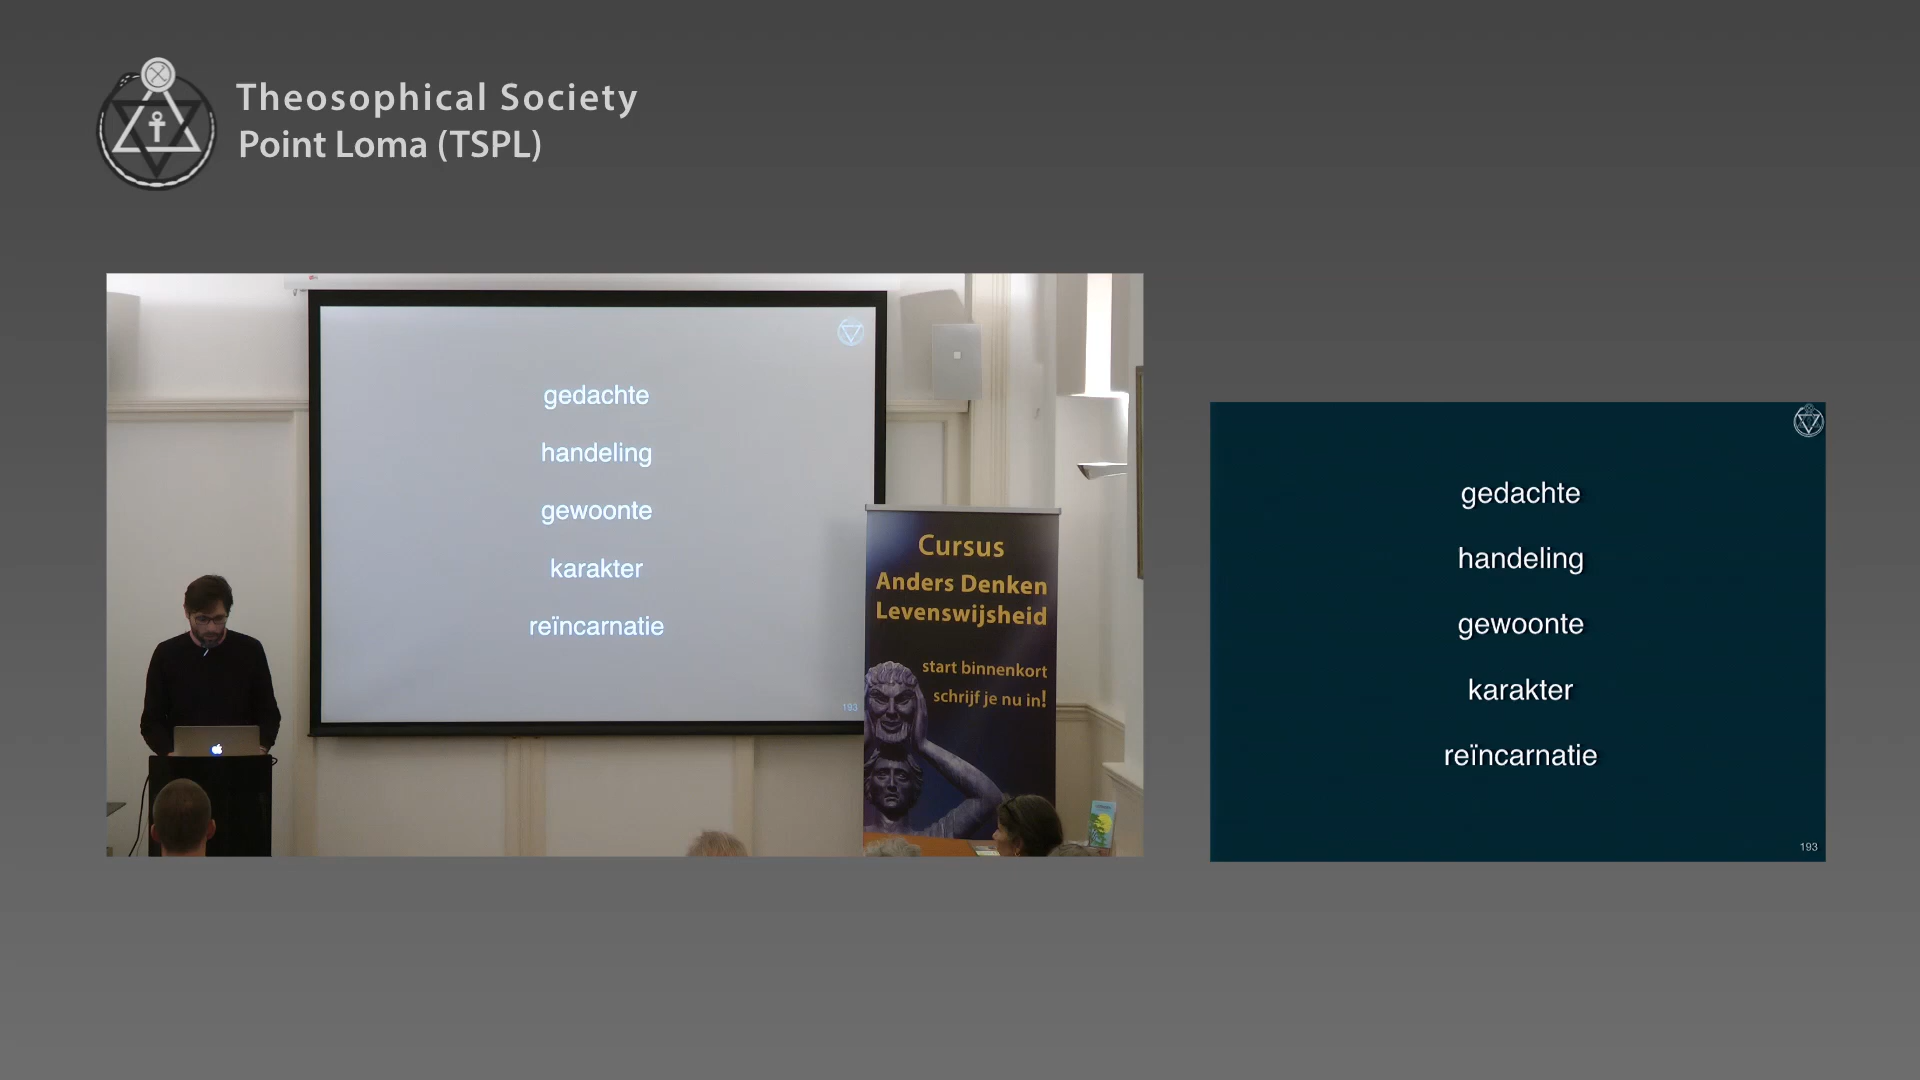 Theosophical Society
Point Loma (TSPL)
gedachte
handeling
gewoonte
karakter
reïncarnatie
193
Cursus
Anders Denken
Levenswijsheid
start binnenkort
schrijf je nu in!
gedachte
handeling
gewoonte
karakter
reïncarnatie
193